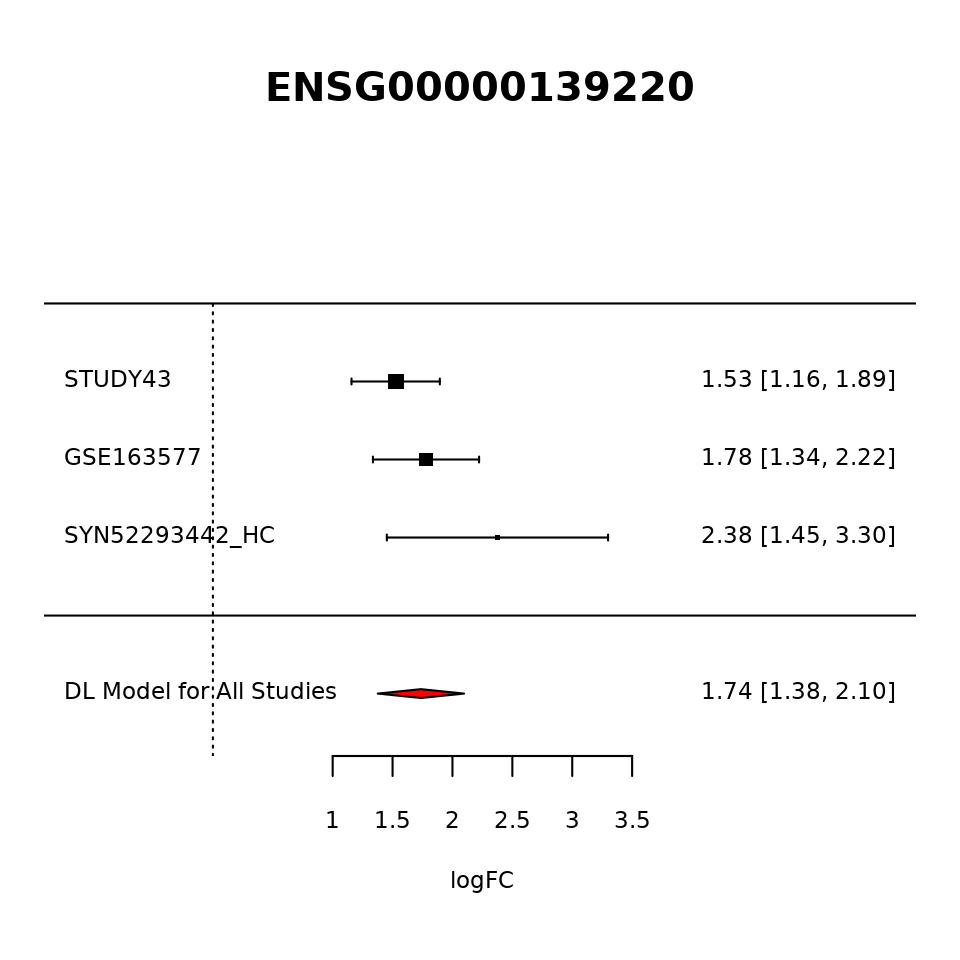 ENSG00000139220
STUDY43 1.53 [1.16, 1.89]
GSE163577 1.78 [1.34, 2.22]
SYN52293442_HC 2.38 [1.45, 3.30]
DL Model for All Studies 1.74 [1.38, 2.10]
1 1.5 2 2.5 3 3.5
logFC